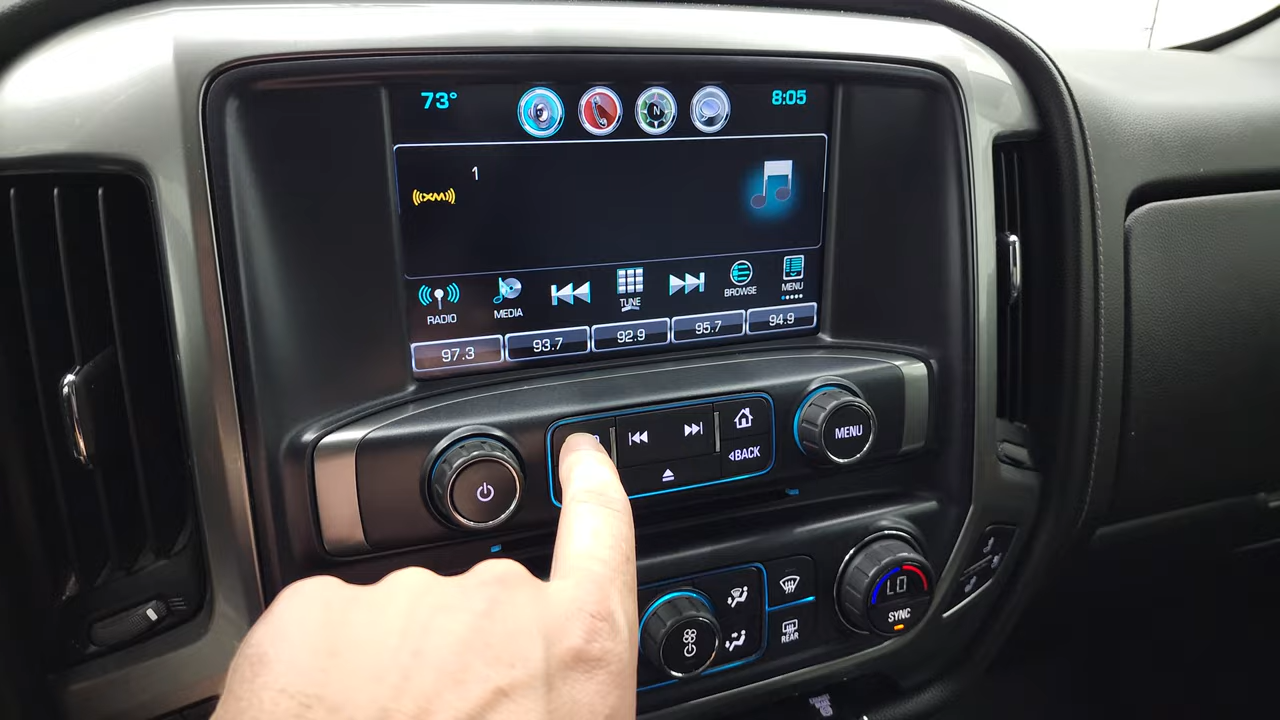 73°
N
8:05
1
((XM))
RADIO
MEDIA
TUNE
BROWSE
MENU
97.3
93.7
92.9
95.7
94.9
MENU
BACK
LO
SYNC
REAR